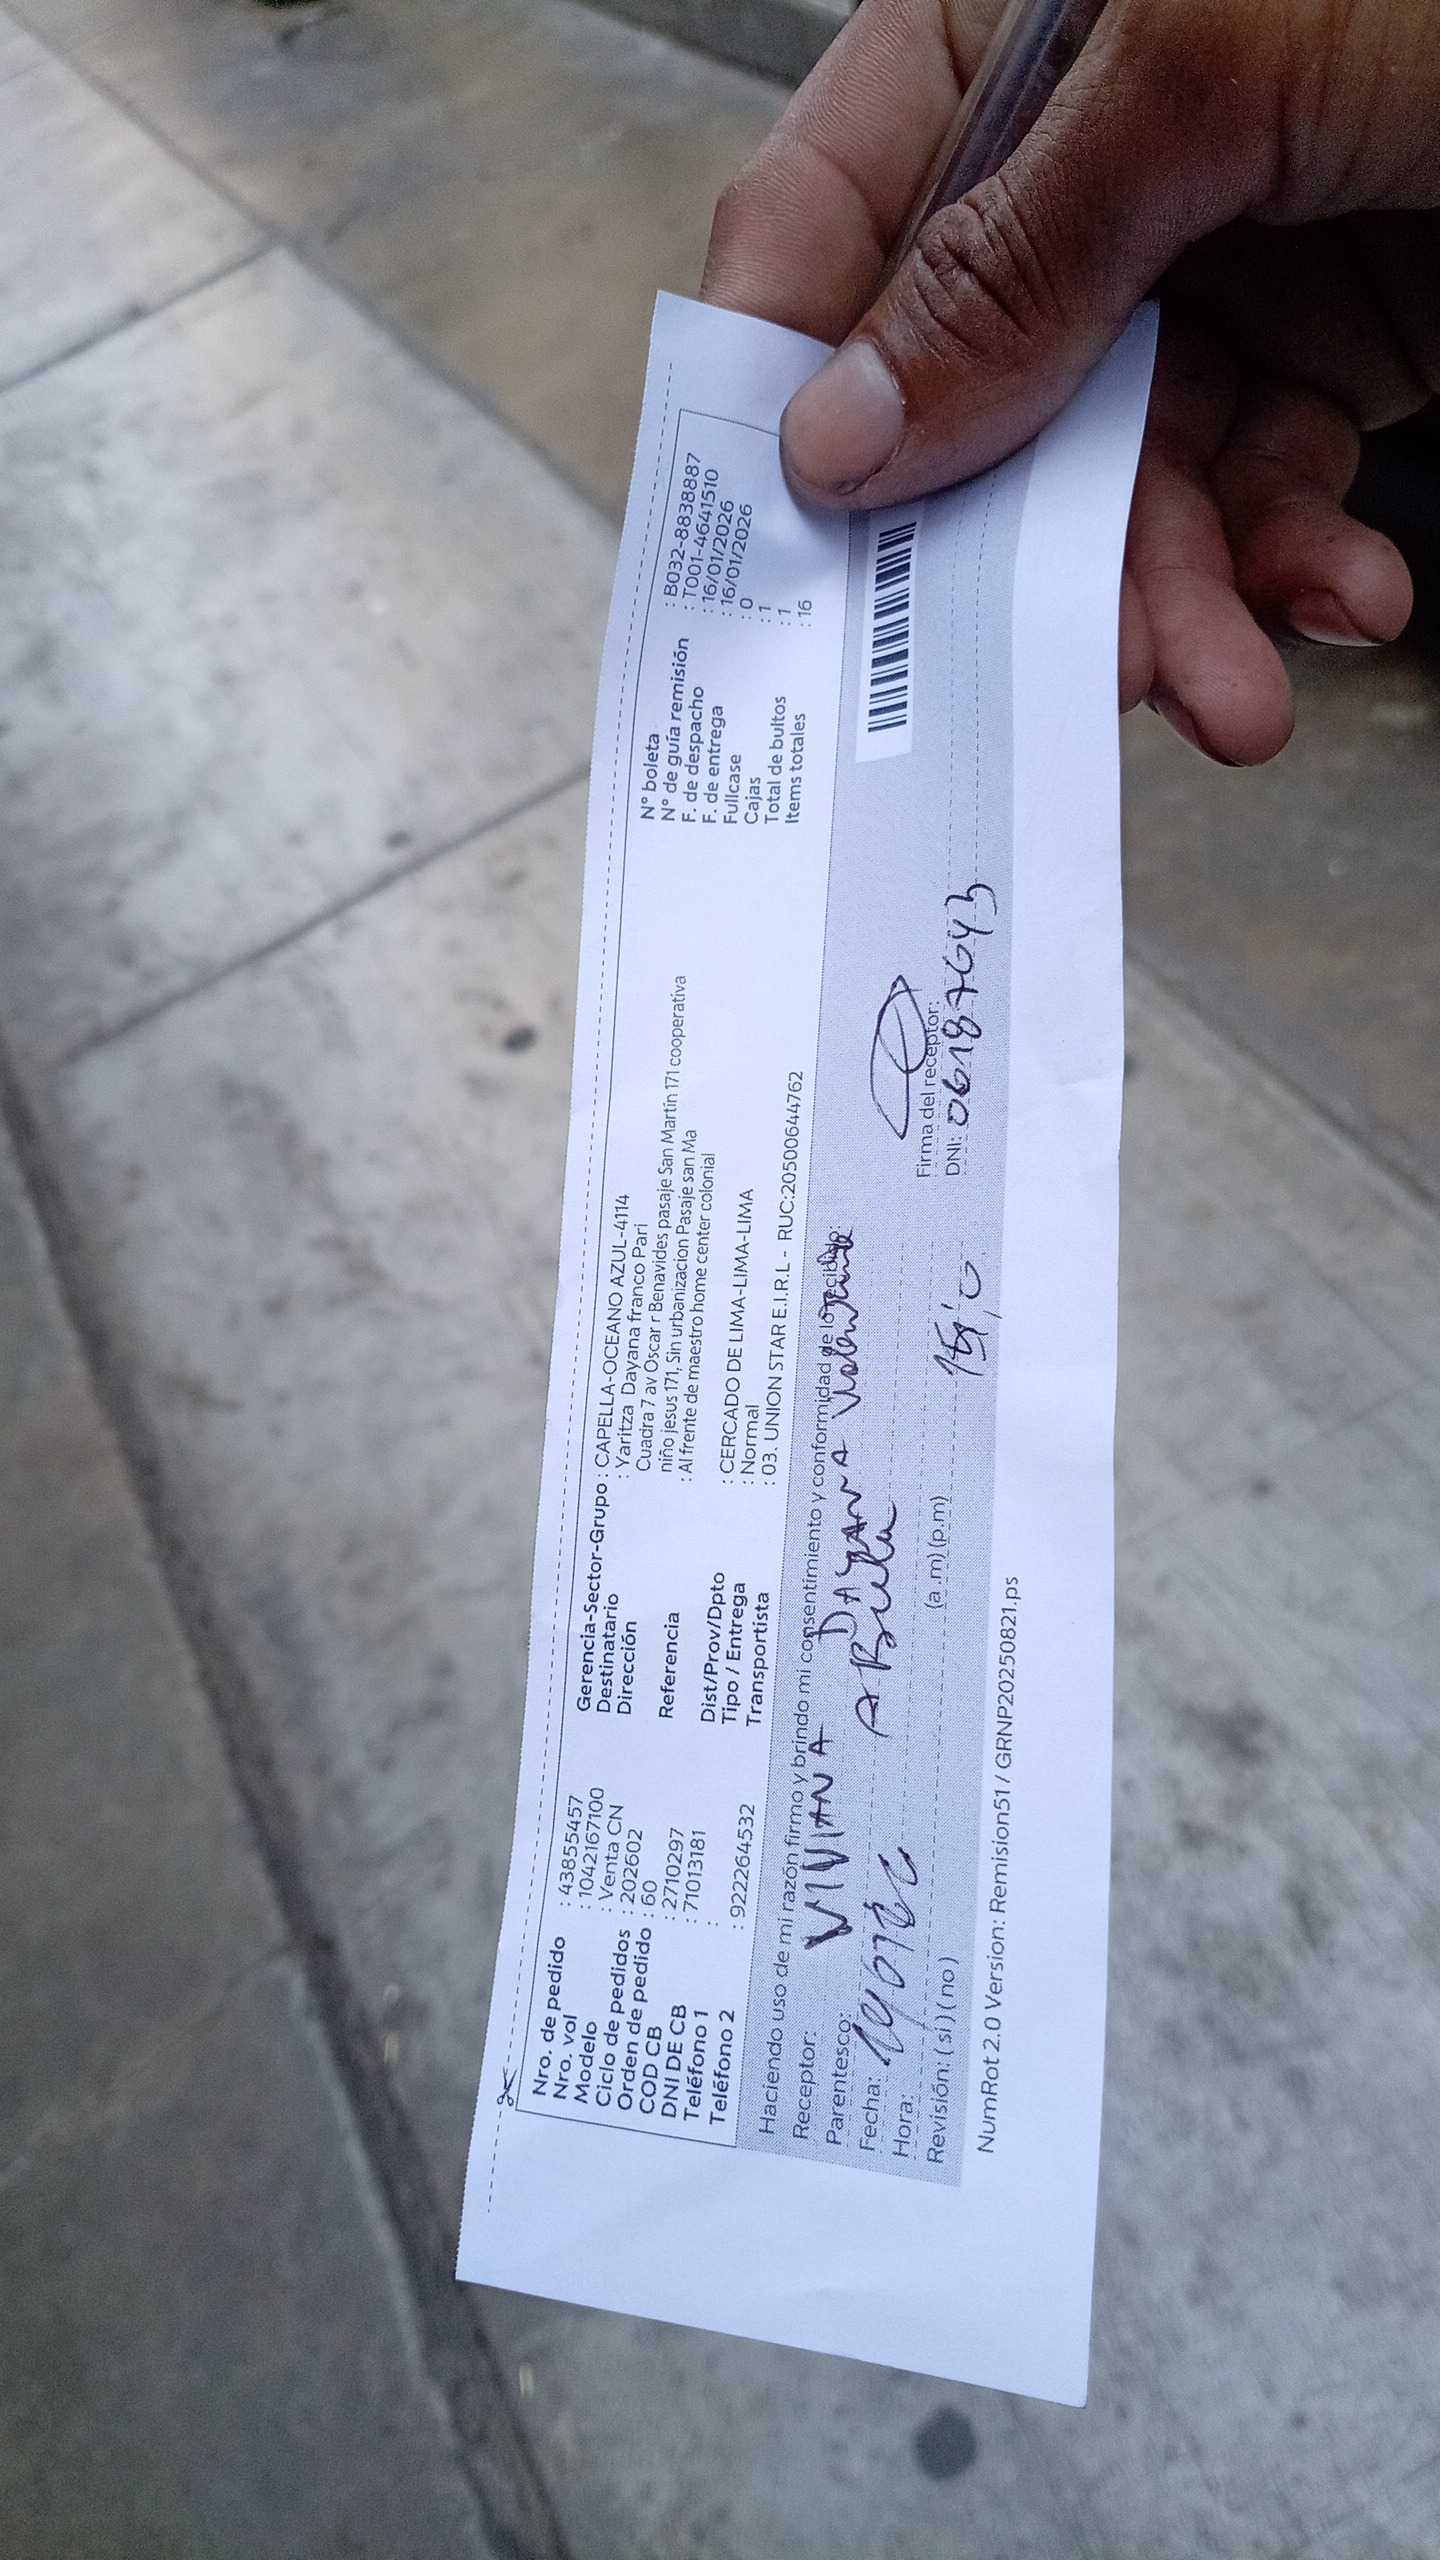 Nro. de pedido : 43855457
Nro. vol : 1042167100
Modelo : Venta CN
Ciclo de pedidos : 202602
Orden de pedido : 60
COD CB : 2710297
DNI DE CB : 71013181
Teléfono 1 :
Teléfono 2 : 922264532
Gerencia-Sector-Grupo : CAPELLA-OCEANO AZUL-4114
Destinatario : Yaritza Dayana franco Pari
Dirección Cuadra 7 av Oscar r Benavides pasaje San Martin 171 cooperativa
niño jesus 171, Sin urbanizacion Pasaje san Ma
Referencia : Al frente de maestro home center colonial
Dist/Prov/Dpto : CERCADO DE LIMA-LIMA-LIMA
Tipo / Entrega : Normal
Transportista : 03. UNION STAR E.I.R.L - RUC:20500644762
N° boleta : B032-8838887
N° de guía remisión : T001-4641510
F. de despacho : 16/01/2026
F. de entrega : 16/01/2026
Fullcase : 0
Cajas : 1
Total de bultos : 1
Items totales : 16
Haciendo uso de mi razón firmo y brindo mi consentimiento y conformidad de lo recibido:
Receptor: VIVIANA DAYANA
Parentesco: ABuela
Fecha:
Hora: (a.m) (p.m)
Revisión: (si) (no)
Firma del receptor:
DNI: 06187643
NumRot 2.0 Version: Remision51 / GRNP20250821.ps